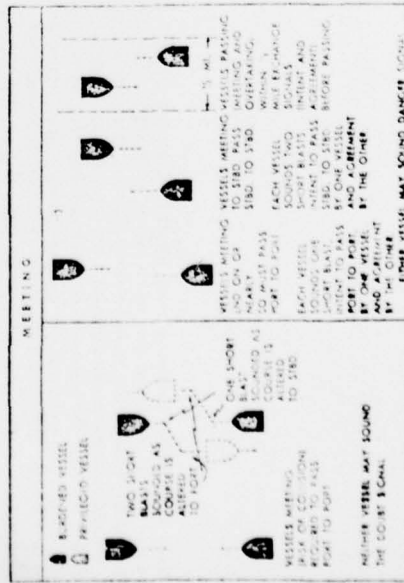 MEETING
BURDENED VESSEL
PRIVILEGED VESSEL
TWO SHORT
BLASTS
SOUNDED AS
COURSE IS
ALTERED
TO PORT
ONE SHORT
BLAST
SOUNDED AS
COURSE IS
ALTERED
TO STBD
VESSELS MEETING
(RISK OF COLLISION)
REQUIRED TO PASS
PORT TO PORT
NEITHER VESSEL MAY SOUND
THE DOUBT SIGNAL
VESSELS MEETING
END ON OR
NEARLY
SO MUST PASS
PORT TO PORT
EACH VESSEL
SOUNDS ONE
SHORT BLAST,
INTENT TO PASS
PORT TO PORT
BY ONE VESSEL
AND AGREEMENT
BY THE OTHER
VESSELS MEETING
TO STBD PASS
STBD TO STBD
EACH VESSEL
SOUNDS TWO
SHORT BLASTS
INTENT TO PASS
STBD TO STBD
BY ONE VESSEL
AND AGREEMENT
BY THE OTHER
VESSELS PASSING
(MEETING AND
OVERTAKING)
WITHIN
MILE EXCHANGE
SIGNALS
(INTENT AND
AGREEMENT)
BEFORE PASSING
EITHER VESSEL MAY SOUND DANGER SIGNAL